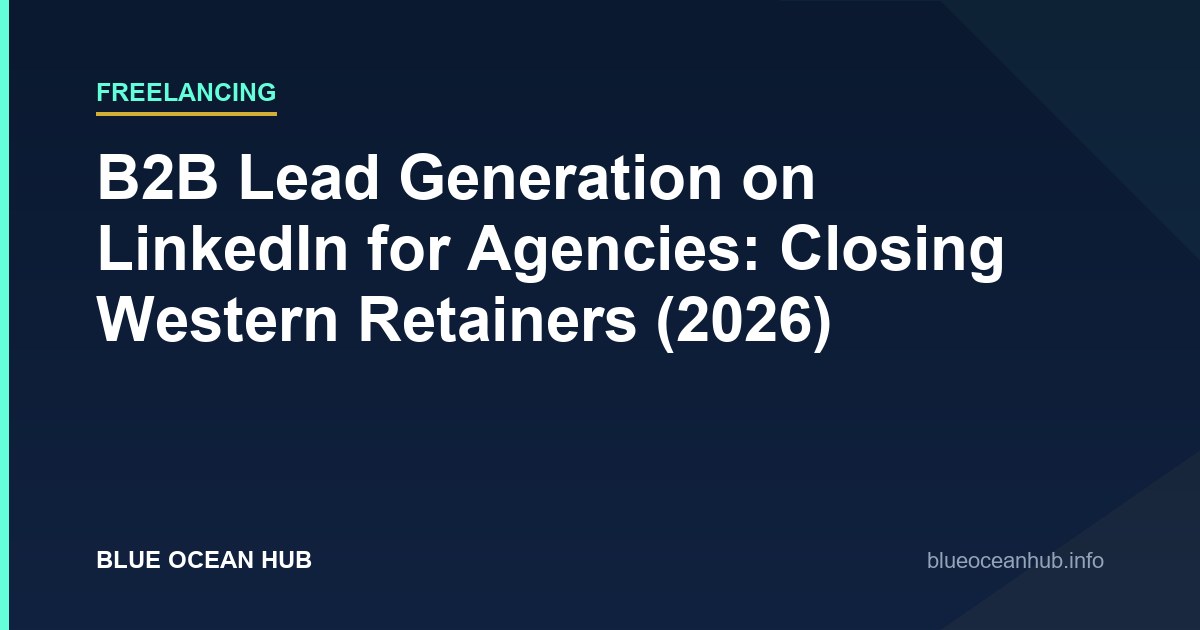 FREELANCING
B2B Lead Generation on
LinkedIn for Agencies: Closing
Western Retainers (2026)
BLUE OCEAN HUB
blueoceanhub.info